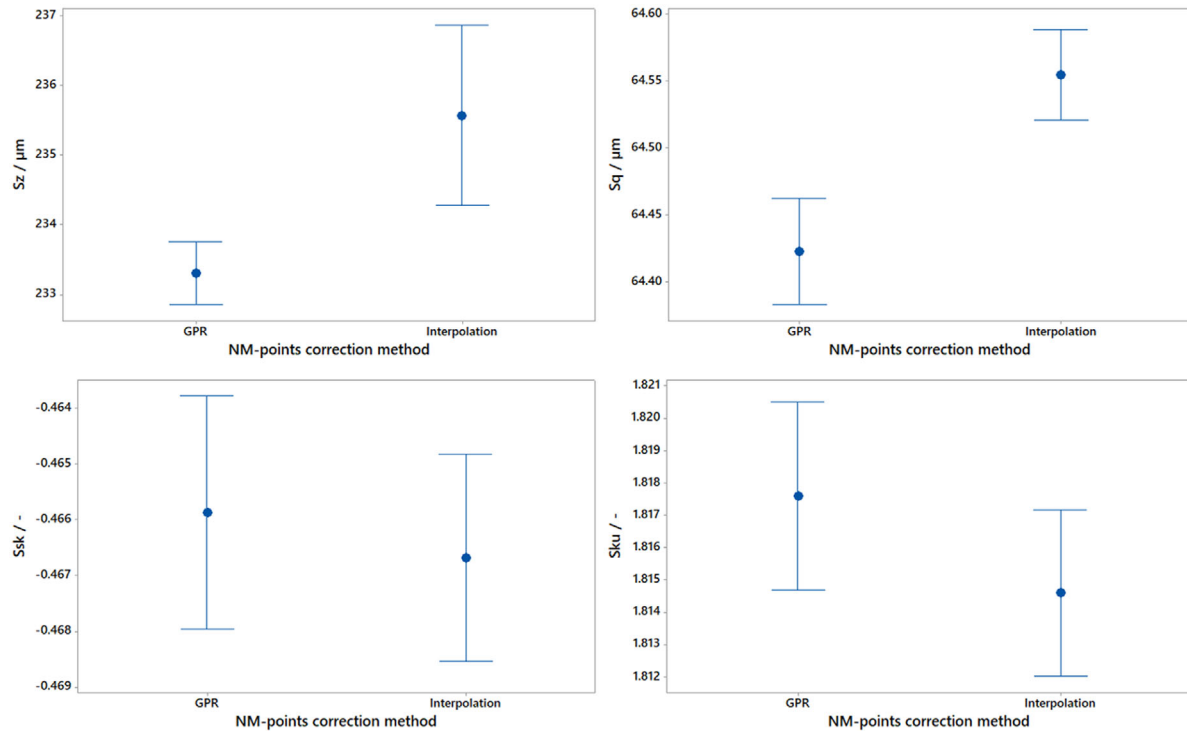 237
236
235
234
233
Sz / µm
GPR
Interpolation
NM-points correction method
64.60
64.55
64.50
64.45
64.40
Sq / µm
GPR
Interpolation
NM-points correction method
-0.464
-0.465
-0.466
-0.467
-0.468
-0.469
Ssk / -
GPR
Interpolation
NM-points correction method
1.821
1.820
1.819
1.818
1.817
1.816
1.815
1.814
1.813
1.812
Sku / -
GPR
Interpolation
NM-points correction method